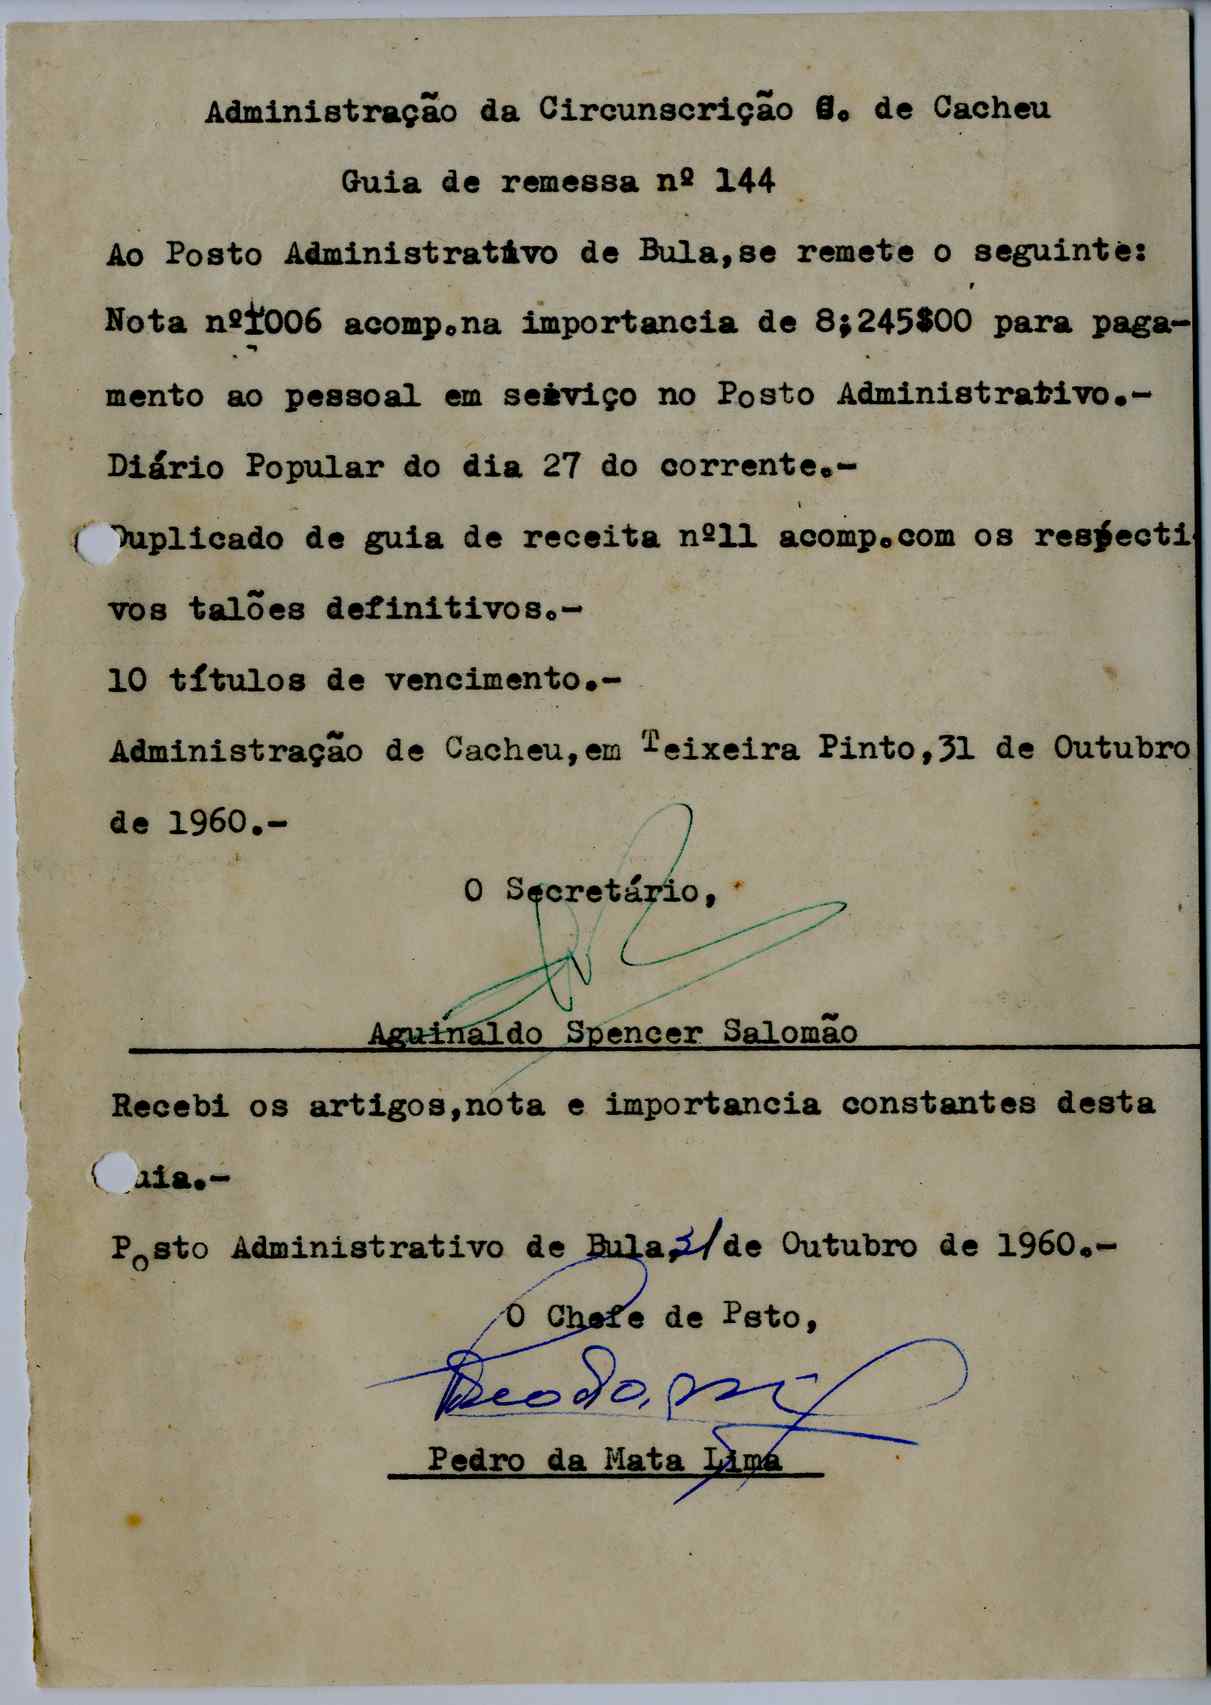 Administração da Circunscrição C. de Cacheu
Guia de remessa nº 144
Ao Posto Administrativo de Bula,se remete o seguinte:
Nota nº1006 acomp.na importancia de 8;245$00 para paga-
mento ao pessoal em serviço no Posto Administrativo.-
Diário Popular do dia 27 do corrente.-
Duplicado de guia de receita nº11 acomp.com os respecti
vos talões definitivos.-
10 títulos de vencimento.-
Administração de Cacheu,em Teixeira Pinto,31 de Outubro
de 1960.-
O Secretário,
Aguinaldo Spencer Salomão
Recebi os artigos,nota e importancia constantes desta
uia.-
Posto Administrativo de Bula,31 de Outubro de 1960.-
O Chefe de Psto,
Pedro da Mata Lima